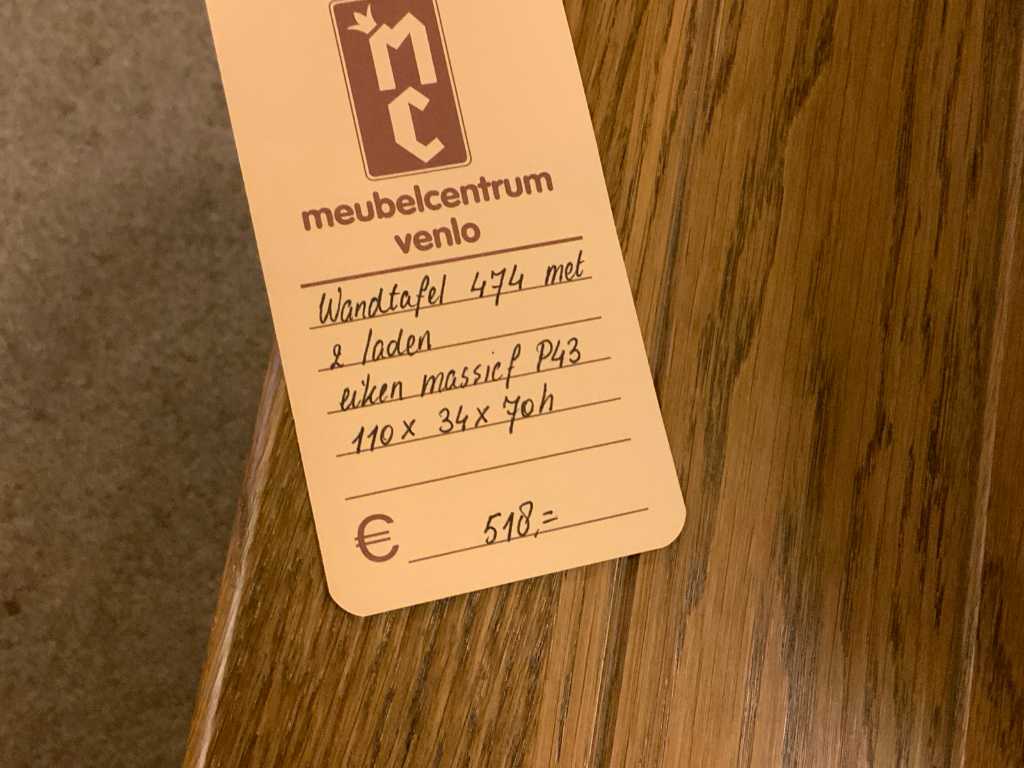 MC
meubelcentrum
venlo
Wandtafel 474 met
2 laden
eiken massief P43
110 x 34 x 70h
€ 518,=